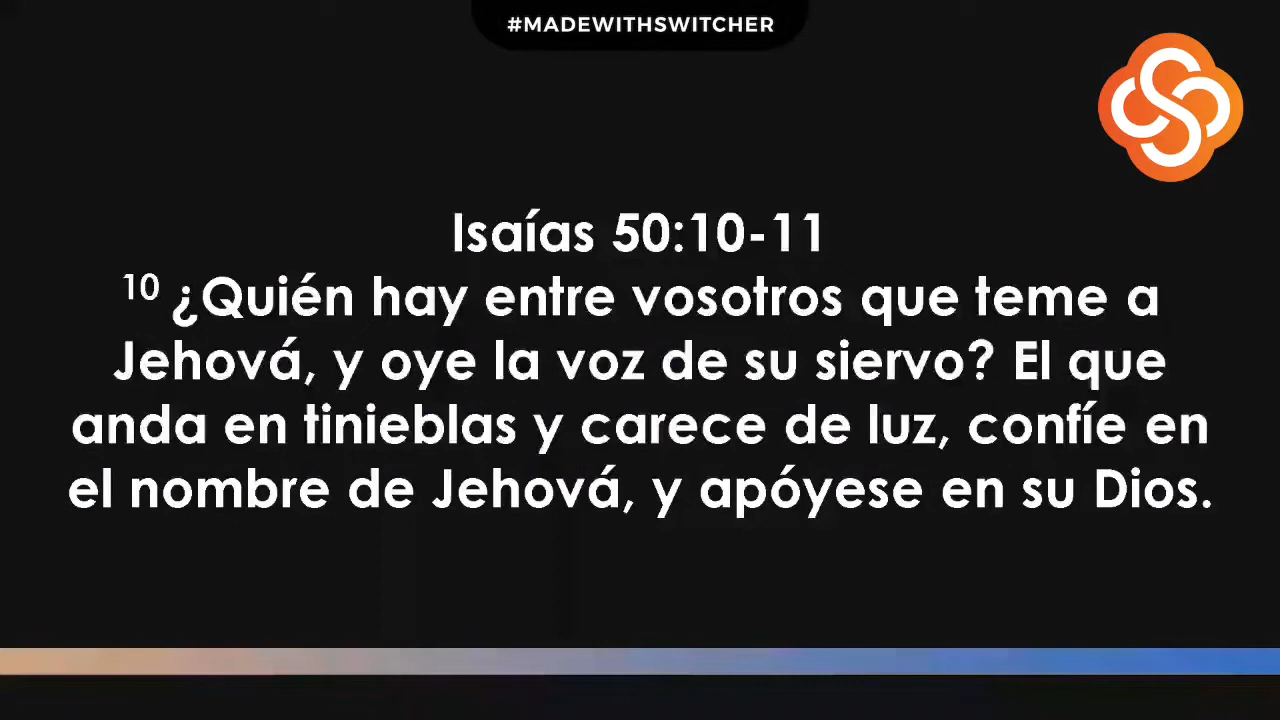 #MADEWITHSWITCHER
Isaías 50:10-11
10 ¿Quién hay entre vosotros que teme a
Jehová, y oye la voz de su siervo? El que
anda en tinieblas y carece de luz, confíe en
el nombre de Jehová, y apóyese en su Dios.